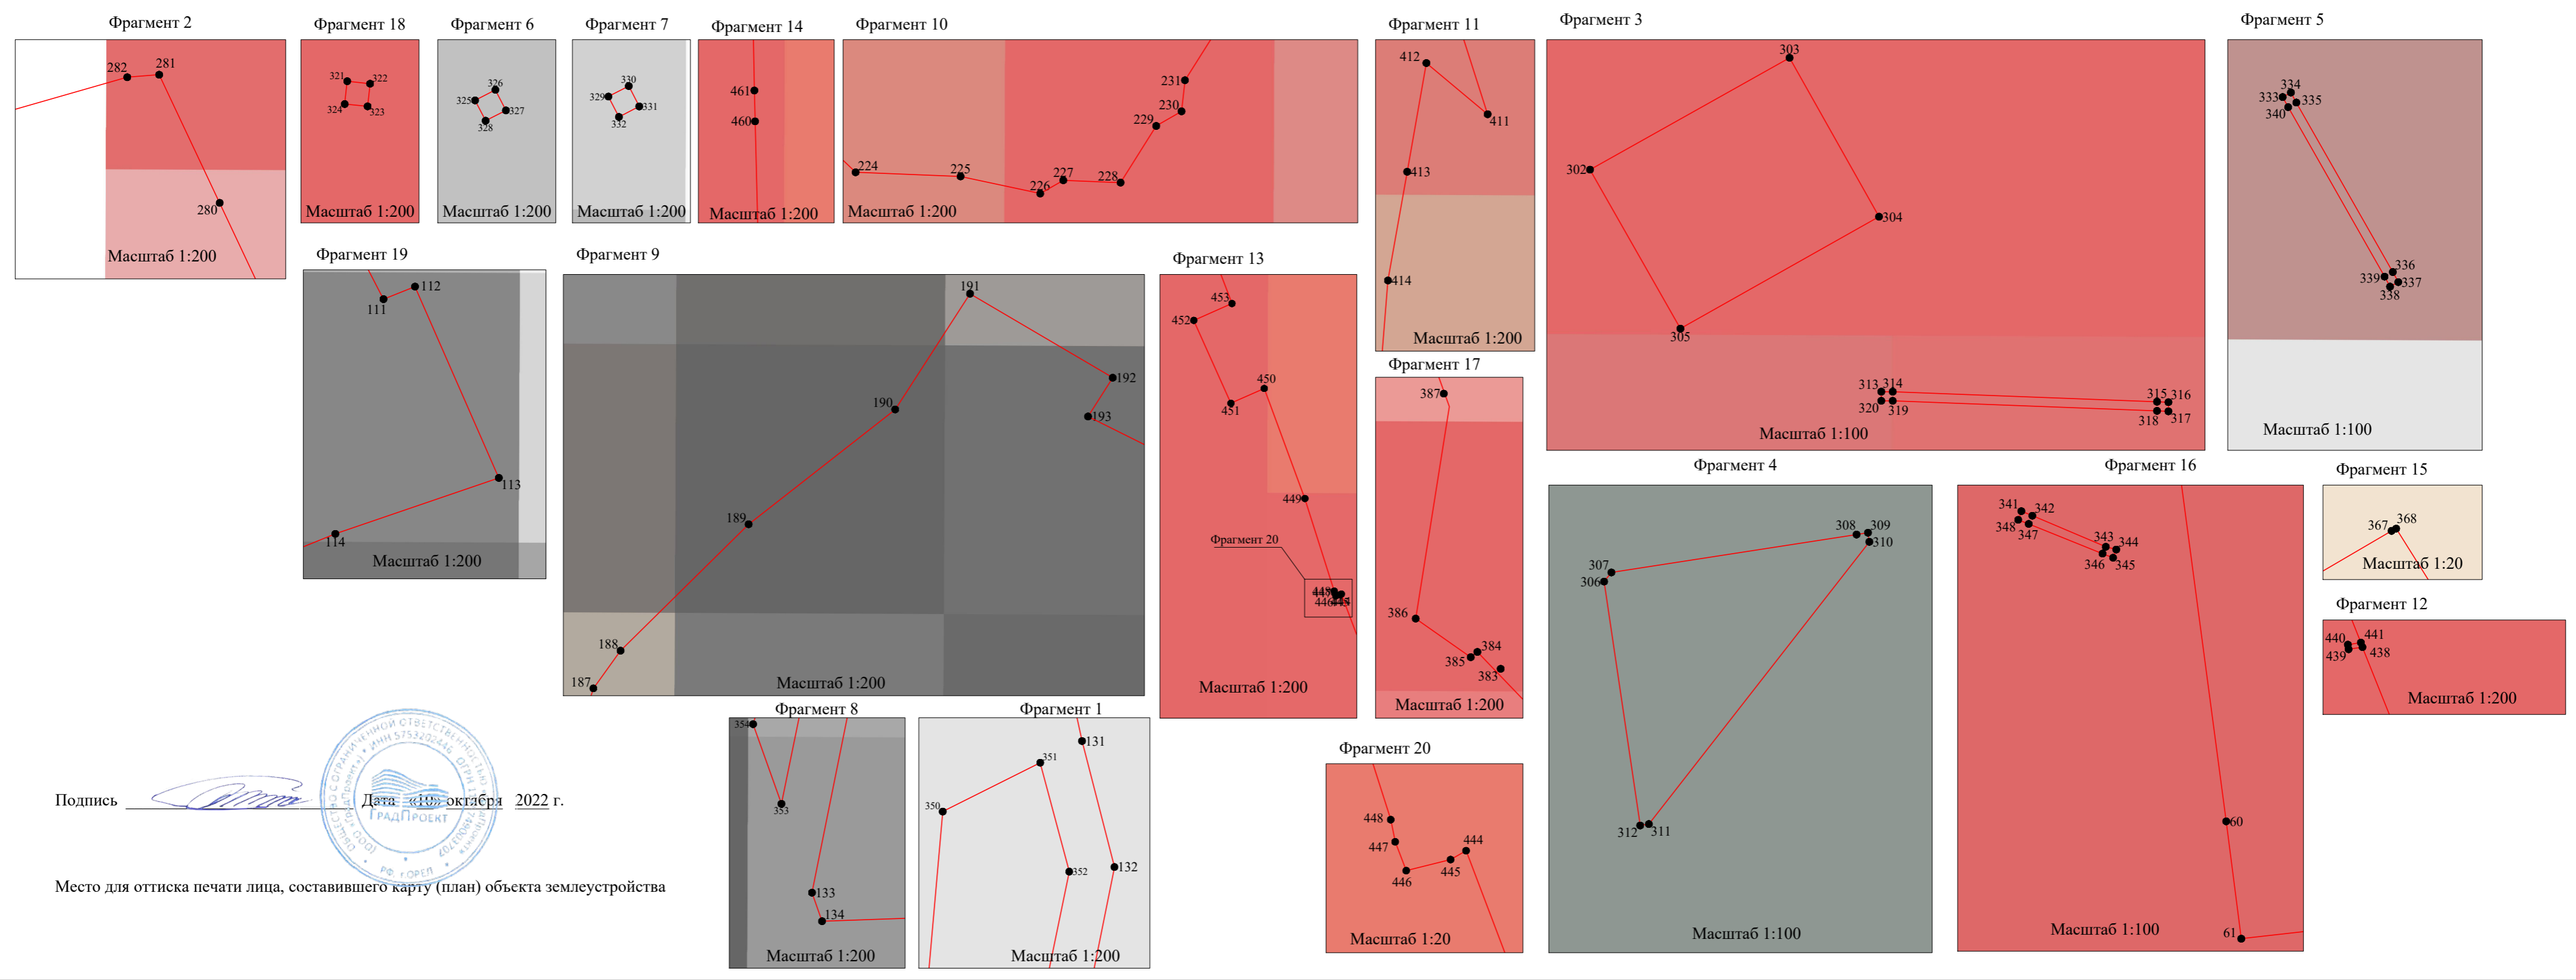 Фрагмент 2
282
281
280
Масштаб 1:200
Фрагмент 18
321
322
324
323
Масштаб 1:200
Фрагмент 6
326
325
327
328
Масштаб 1:200
Фрагмент 7
330
329
331
332
Масштаб 1:200
Фрагмент 14
461
460
Масштаб 1:200
Фрагмент 10
231
230
229
224
225
226
227
228
Масштаб 1:200
Фрагмент 11
412
411
413
414
Масштаб 1:200
Фрагмент 3
303
302
304
305
313 314
315 316
320 319
318 317
Масштаб 1:100
Фрагмент 5
334
333 335
340
336
339 337
338
Масштаб 1:100
Фрагмент 19
112
111
113
114
Масштаб 1:200
Фрагмент 9
191
192
190
193
189
188
187
Масштаб 1:200
Фрагмент 13
453
452
450
451
449
Фрагмент 20
Масштаб 1:200
Фрагмент 17
387
386
384
385
383
Масштаб 1:200
Фрагмент 4
308 309
310
307
306
312 311
Масштаб 1:100
Фрагмент 16
341 342
348
347
343 344
346 345
60
61
Масштаб 1:100
Фрагмент 15
367 368
Масштаб 1:20
Фрагмент 12
440 441
439 438
Масштаб 1:200
Фрагмент 8
354
353
133
134
Масштаб 1:200
Фрагмент 1
131
351
350
352
132
Масштаб 1:200
Фрагмент 20
448
447
444
446 445
Масштаб 1:20
Подпись Дата «10» октября 2022 г.
ГРАДПРОЕКТ
РФ, г.ОРЕЛ
Место для оттиска печати лица, составившего карту (план) объекта землеустройства